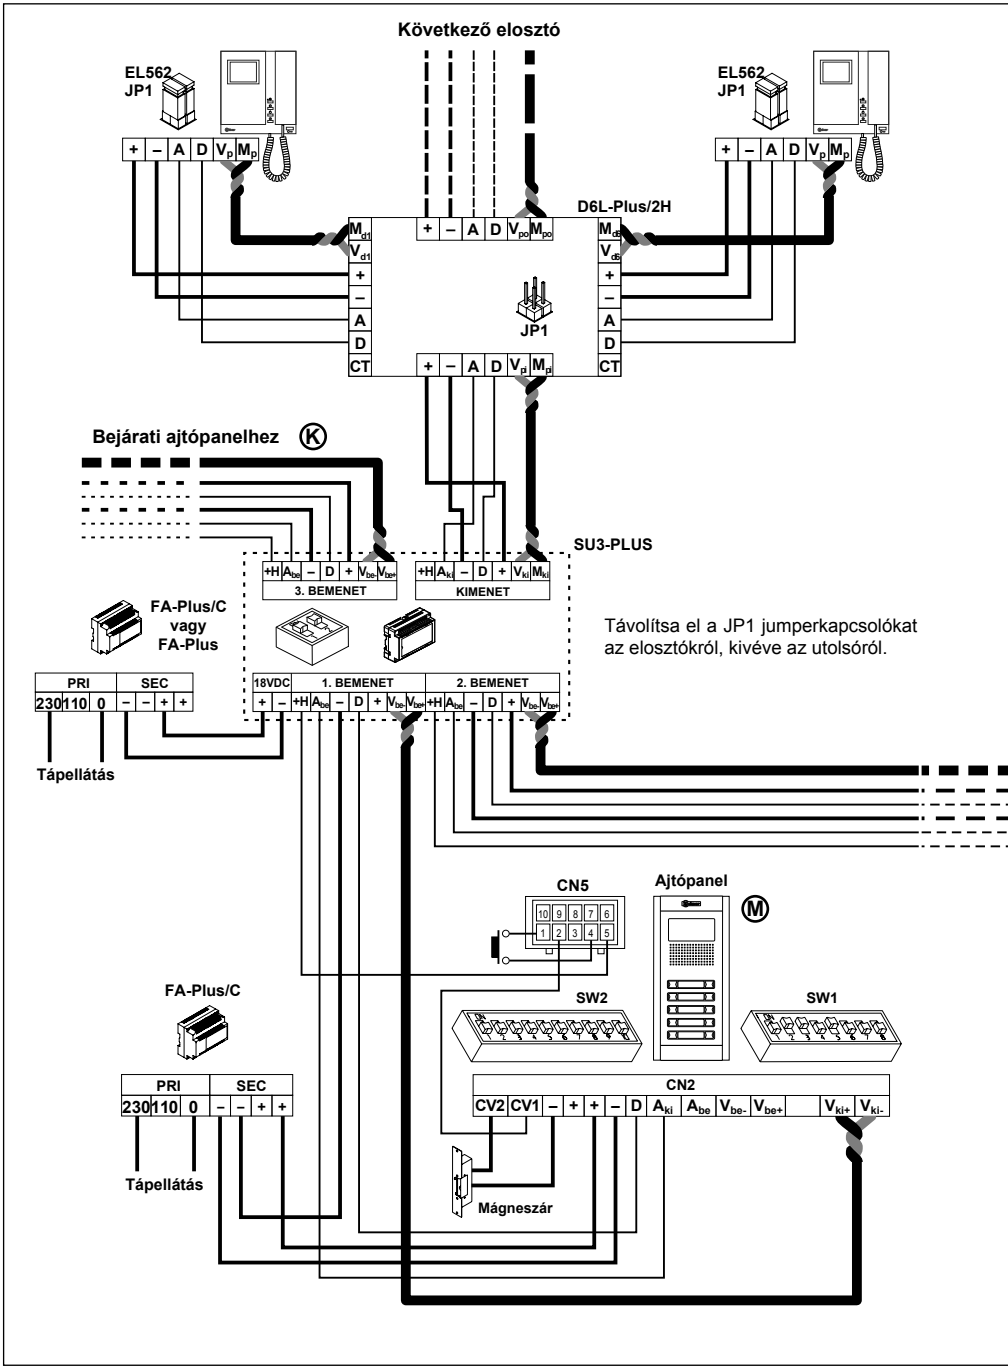 Következő elosztó
EL562
JP1
EL562
JP1
+ – A D Vp Mp
+ – A D Vp Mp
D6L-Plus/2H
Md1 + – A D Vpo Mpo Md6
Vd1 Vd6
+ +
– –
A A
JP1
D D
CT + – A D Vpi Mpi CT
Bejárati ajtópanelhez K
SU3-PLUS
+H Abe – D + Vbe- Vbe+
+H Aki – D + Vki Mki
3. BEMENET
KIMENET
FA-Plus/C
vagy
FA-Plus
Távolítsa el a JP1 jumperkapcsolókat
az elosztókról, kivéve az utolsóról.
PRI SEC
230 110 0 – – + +
18VDC 1. BEMENET 2. BEMENET
+ – +H Abe – D + Vbe- Vbe+ +H Abe – D + Vbe- Vbe+
Tápellátás
CN5
10 9 8 7 6
1 2 3 4 5
Ajtópanel
M
FA-Plus/C
SW2
SW1
PRI SEC
230 110 0 – – + +
CN2
CV2 CV1 – + + – D Aki Abe Vbe- Vbe+ Vki+ Vki-
Tápellátás
Mágneszár